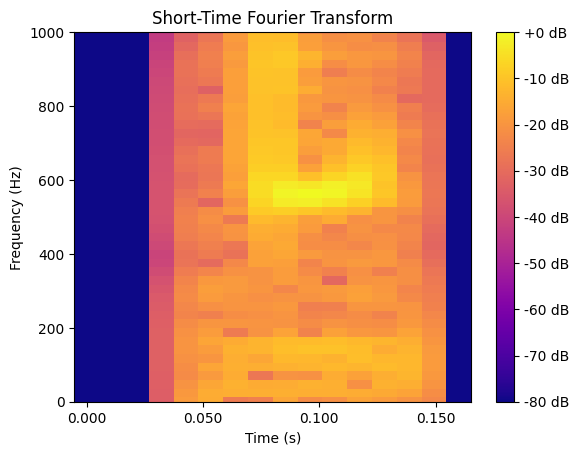 Short-Time Fourier Transform
Frequency (Hz)
1000
800
600
400
200
0
0.000
0.050
0.100
0.150
Time (s)
+0 dB
-10 dB
-20 dB
-30 dB
-40 dB
-50 dB
-60 dB
-70 dB
-80 dB